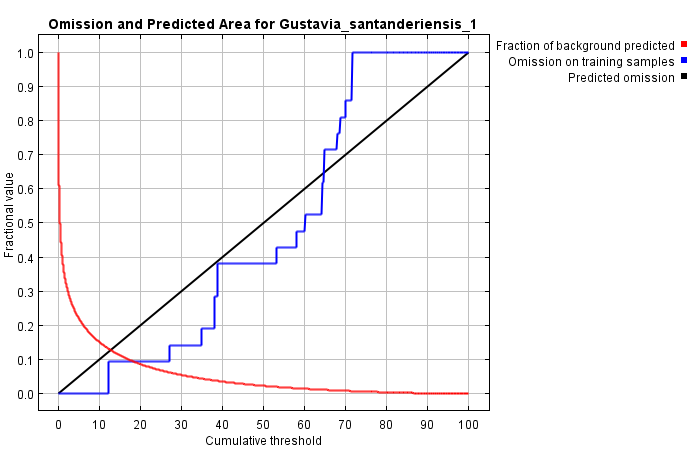 Omission and Predicted Area for Gustavia_santanderiensis_1
Fraction of background predicted
Omission on training samples
Predicted omission
Fractional value
1.0
0.9
0.8
0.7
0.6
0.5
0.4
0.3
0.2
0.1
0.0
0 10 20 30 40 50 60 70 80 90 100
Cumulative threshold